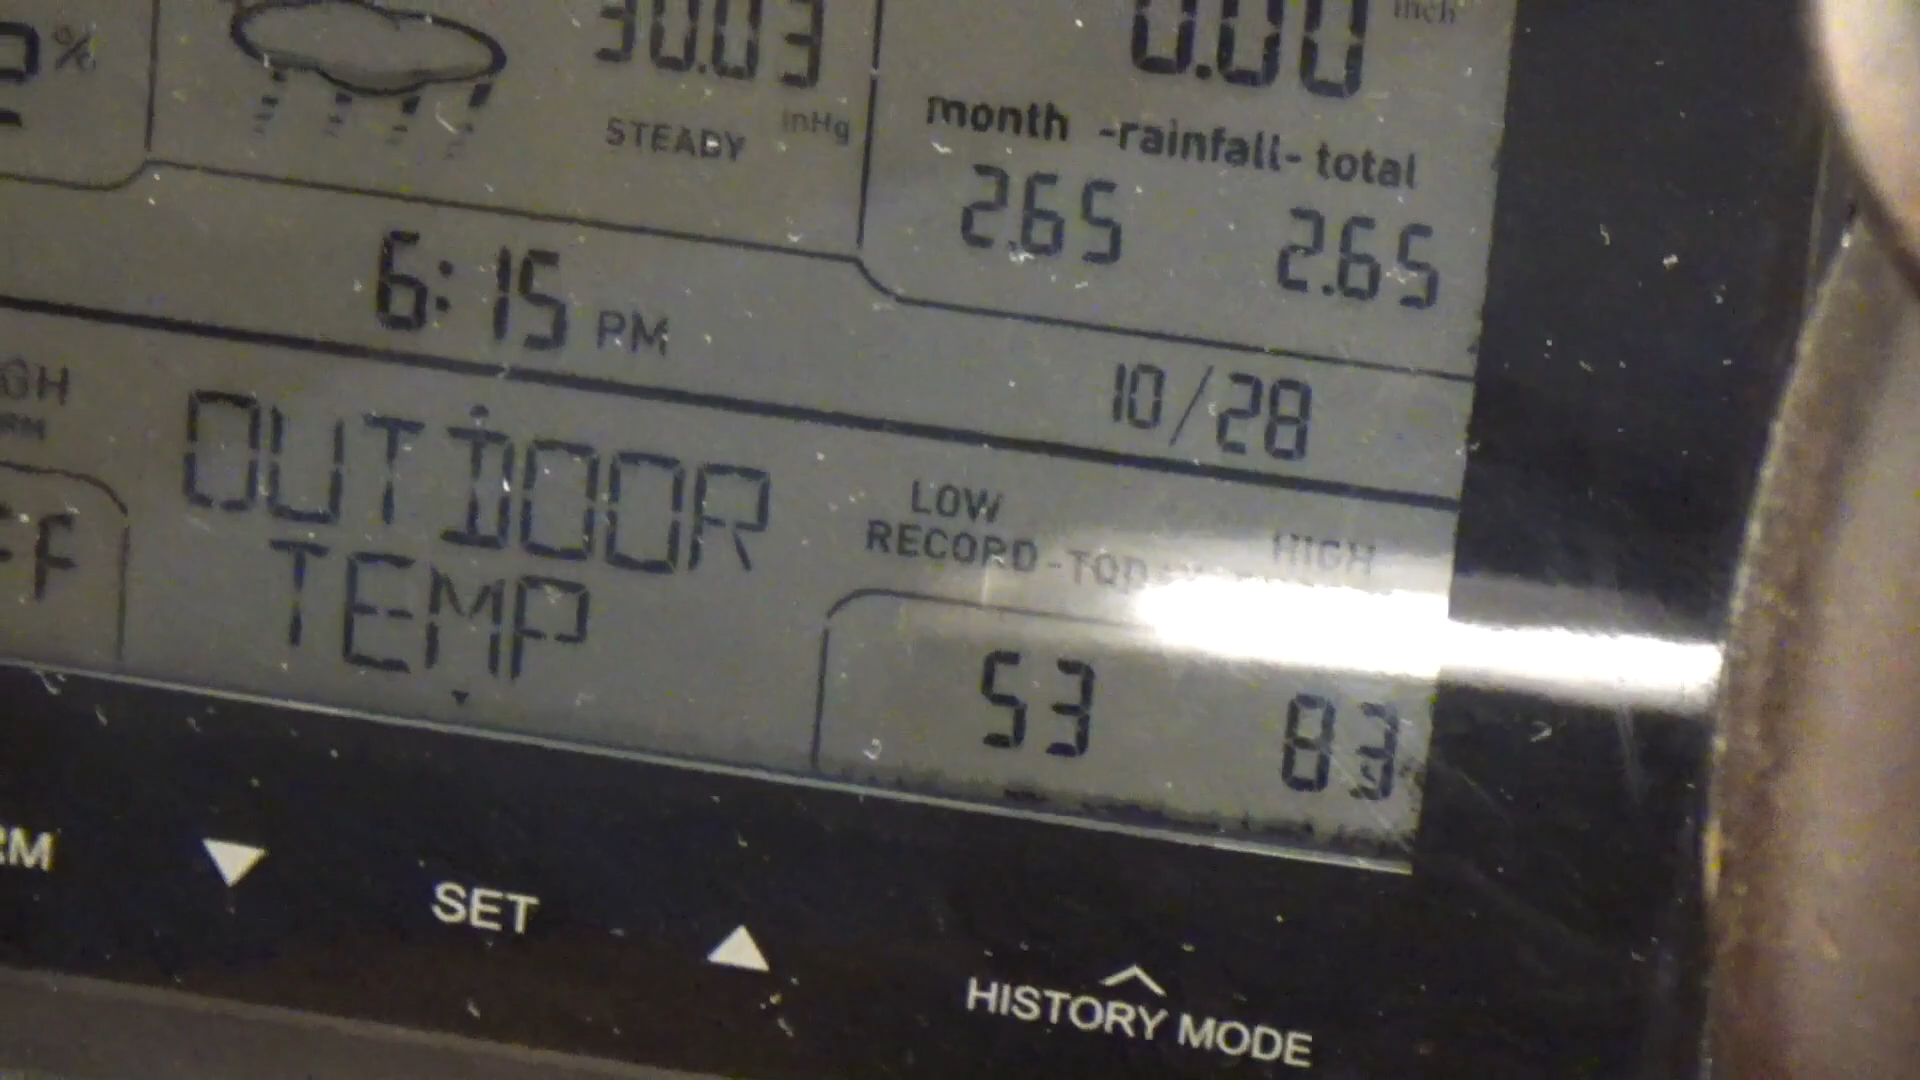 %
30.03
inHg
STEADY
0.00
inch
month -rainfall- total
2.65 2.65
6:15 PM
10/28
OUTDOOR
TEMP
LOW
RECORD
HIGH
53 83
SET
HISTORY MODE